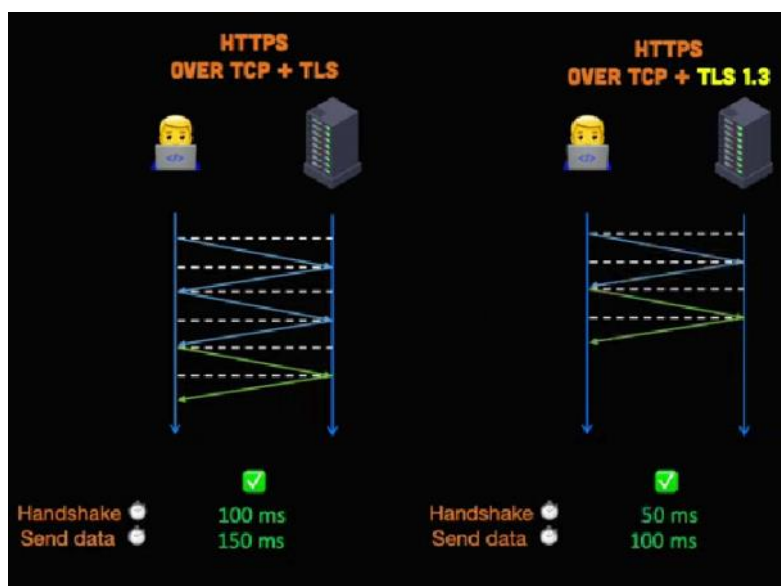 HTTPS
OVER TCP + TLS
</>
Handshake
100 ms
Send data
150 ms
HTTPS
OVER TCP + TLS 1.3
</>
Handshake
50 ms
Send data
100 ms